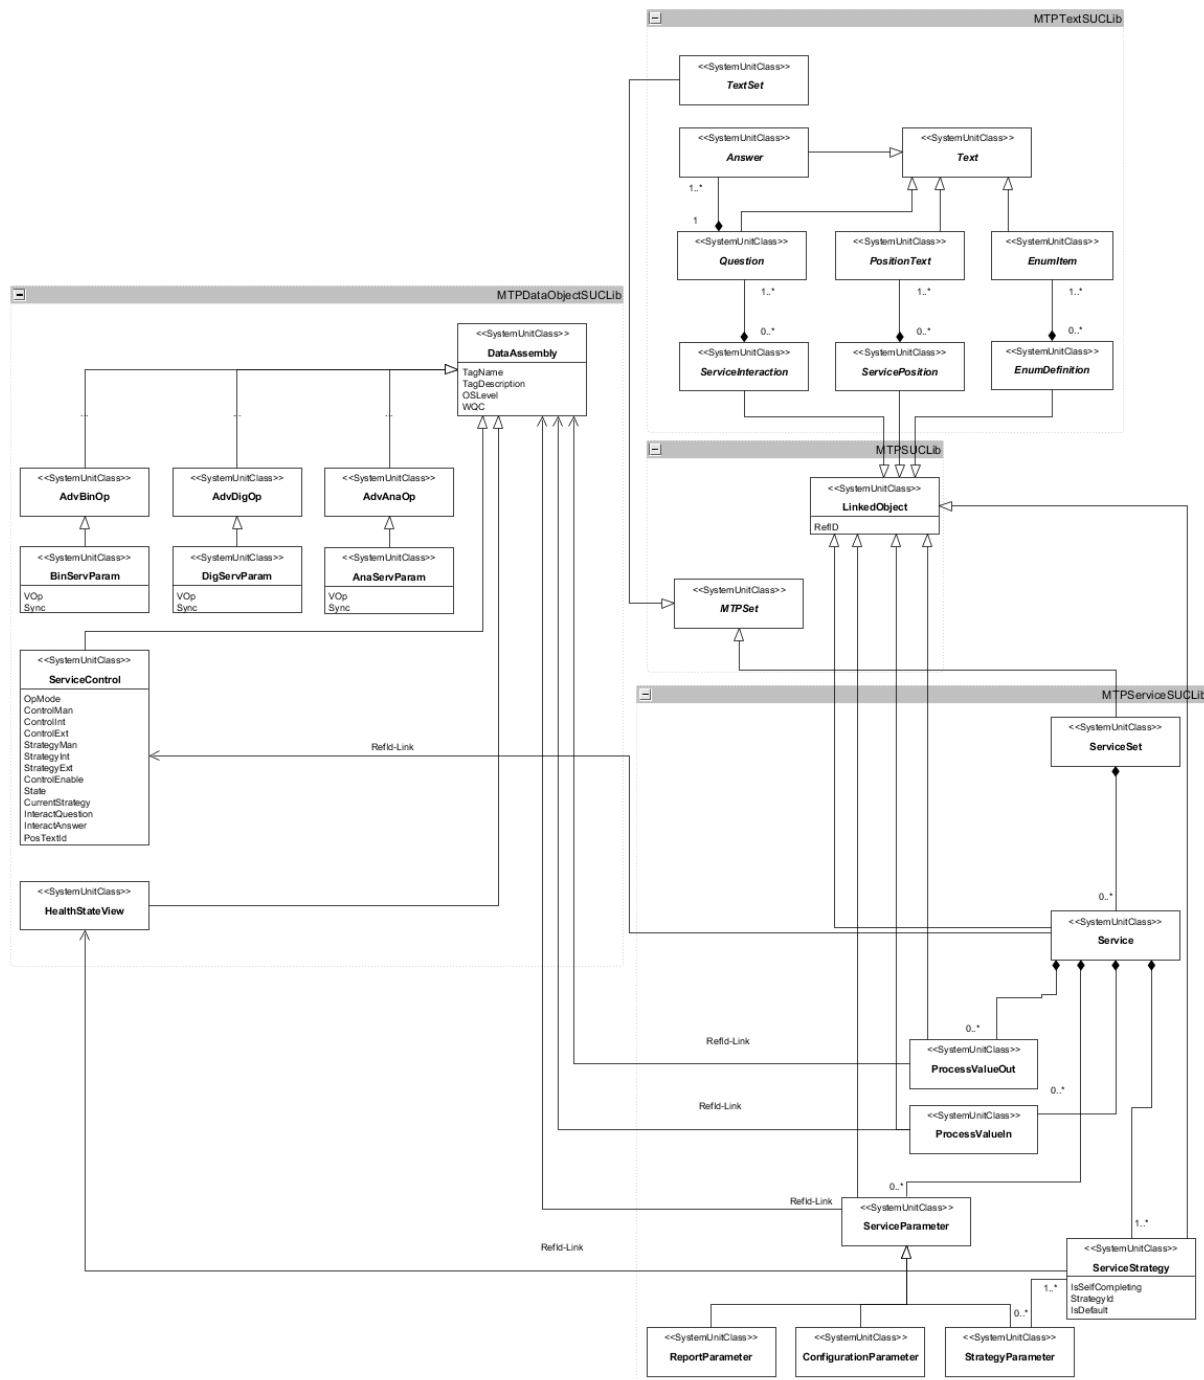 MTPTextSUCLib
<<SystemUnitClass>>
TextSet
<<SystemUnitClass>>
Answer
<<SystemUnitClass>>
Text
1..*
1
<<SystemUnitClass>>
Question
<<SystemUnitClass>>
PositionText
<<SystemUnitClass>>
EnumItem
1..*
1..*
1..*
0..*
0..*
0..*
<<SystemUnitClass>>
ServiceInteraction
<<SystemUnitClass>>
ServicePosition
<<SystemUnitClass>>
EnumDefinition
MTPDataObjectSUCLib
<<SystemUnitClass>>
DataAssembly
TagName
TagDescription
OSLevel
WQC
...
...
...
<<SystemUnitClass>>
AdvBinOp
<<SystemUnitClass>>
AdvDigOp
<<SystemUnitClass>>
AdvAnaOp
<<SystemUnitClass>>
BinServParam
VOp
Sync
<<SystemUnitClass>>
DigServParam
VOp
Sync
<<SystemUnitClass>>
AnaServParam
VOp
Sync
<<SystemUnitClass>>
ServiceControl
OpMode
ControlMan
ControlInt
ControlExt
StrategyMan
StrategyInt
StrategyExt
ControlEnable
State
CurrentStrategy
InteractQuestion
InteractAnswer
PosTextId
<<SystemUnitClass>>
HealthStateView
MTPSUCLib
<<SystemUnitClass>>
LinkedObject
RefID
<<SystemUnitClass>>
MTPSet
MTPServiceSUCLib
<<SystemUnitClass>>
ServiceSet
RefId-Link
0..*
<<SystemUnitClass>>
Service
0..*
RefId-Link
<<SystemUnitClass>>
ProcessValueOut
0..*
RefId-Link
<<SystemUnitClass>>
ProcessValueIn
0..*
RefId-Link
<<SystemUnitClass>>
ServiceParameter
1..*
RefId-Link
<<SystemUnitClass>>
ServiceStrategy
IsSelfCompleting
StrategyId
IsDefault
1..*
0..*
<<SystemUnitClass>>
ReportParameter
<<SystemUnitClass>>
ConfigurationParameter
<<SystemUnitClass>>
StrategyParameter